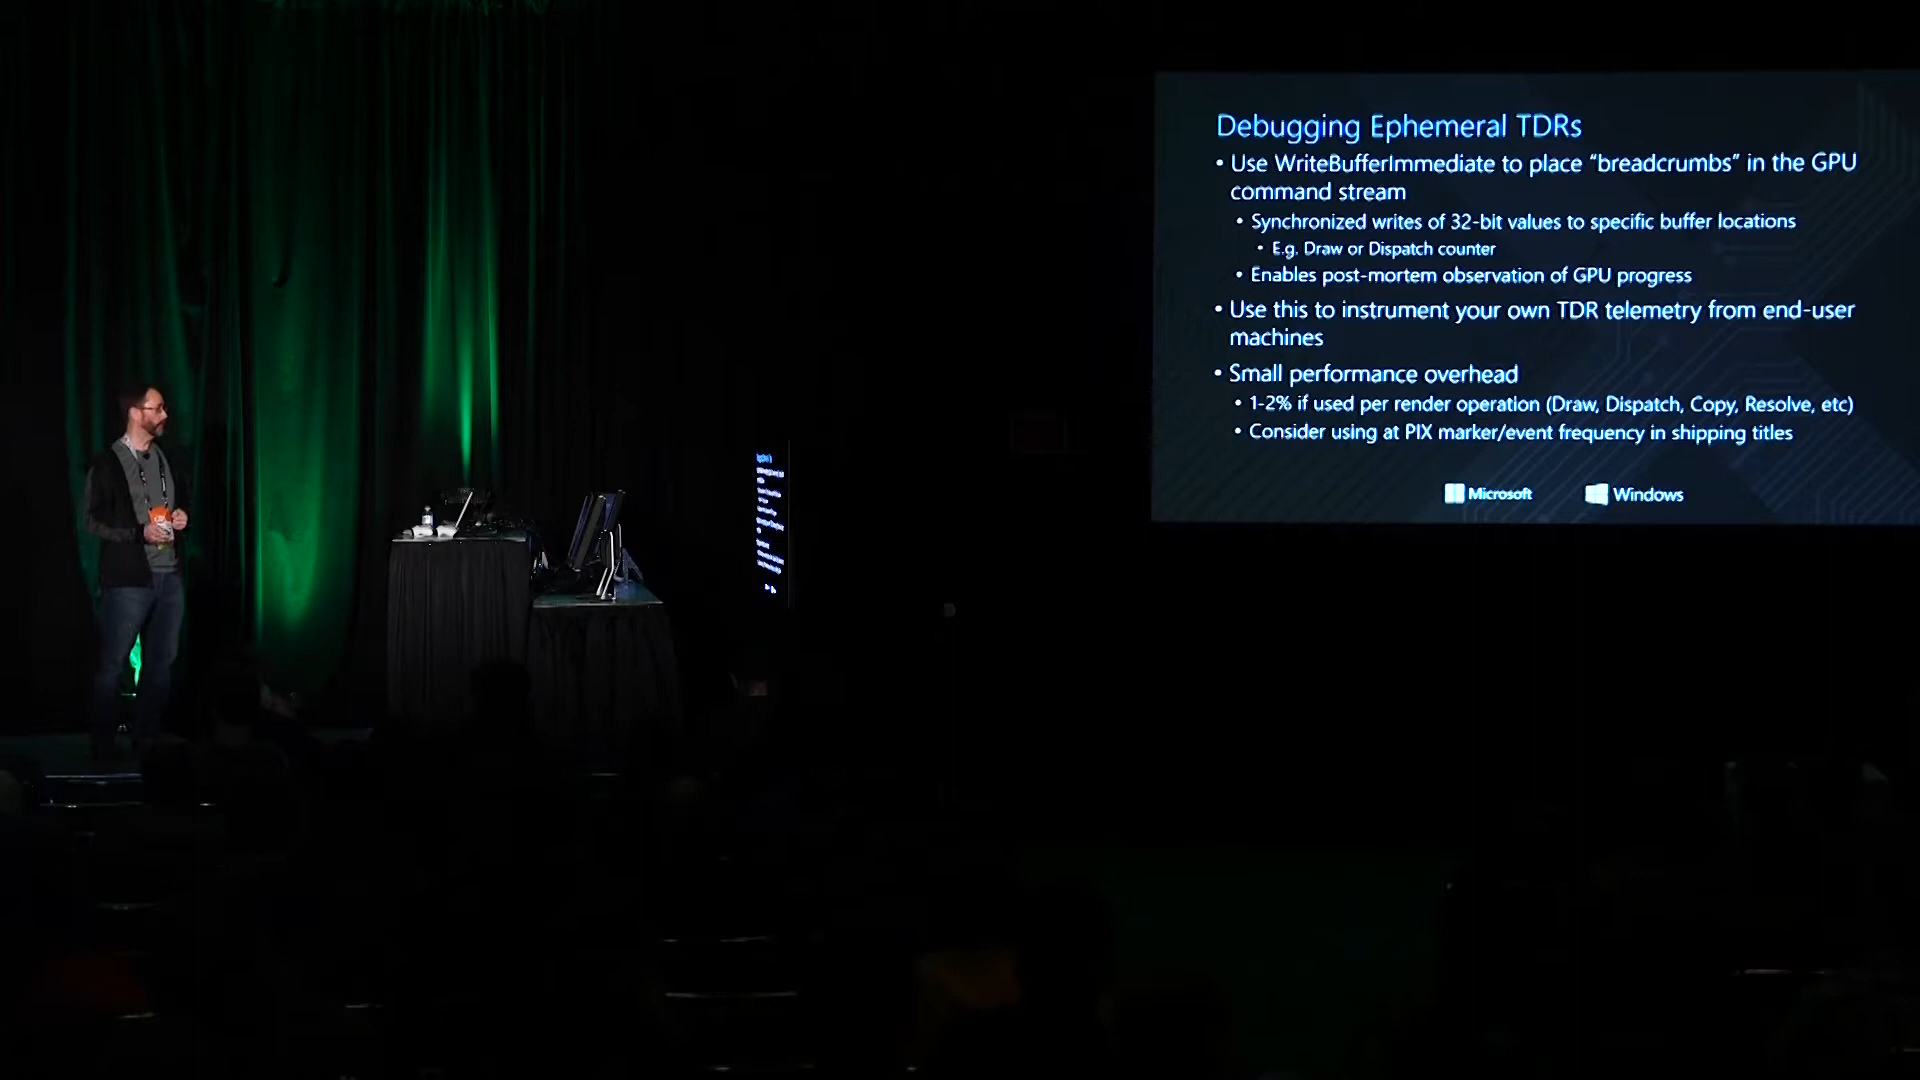 Debugging Ephemeral TDRs
• Use WriteBufferImmediate to place “breadcrumbs” in the GPU
command stream
• Synchronized writes of 32-bit values to specific buffer locations
• E.g. Draw or Dispatch counter
• Enables post-mortem observation of GPU progress
• Use this to instrument your own TDR telemetry from end-user
machines
• Small performance overhead
• 1-2% if used per render operation (Draw, Dispatch, Copy, Resolve, etc)
• Consider using at PIX marker/event frequency in shipping titles
Microsoft
Windows